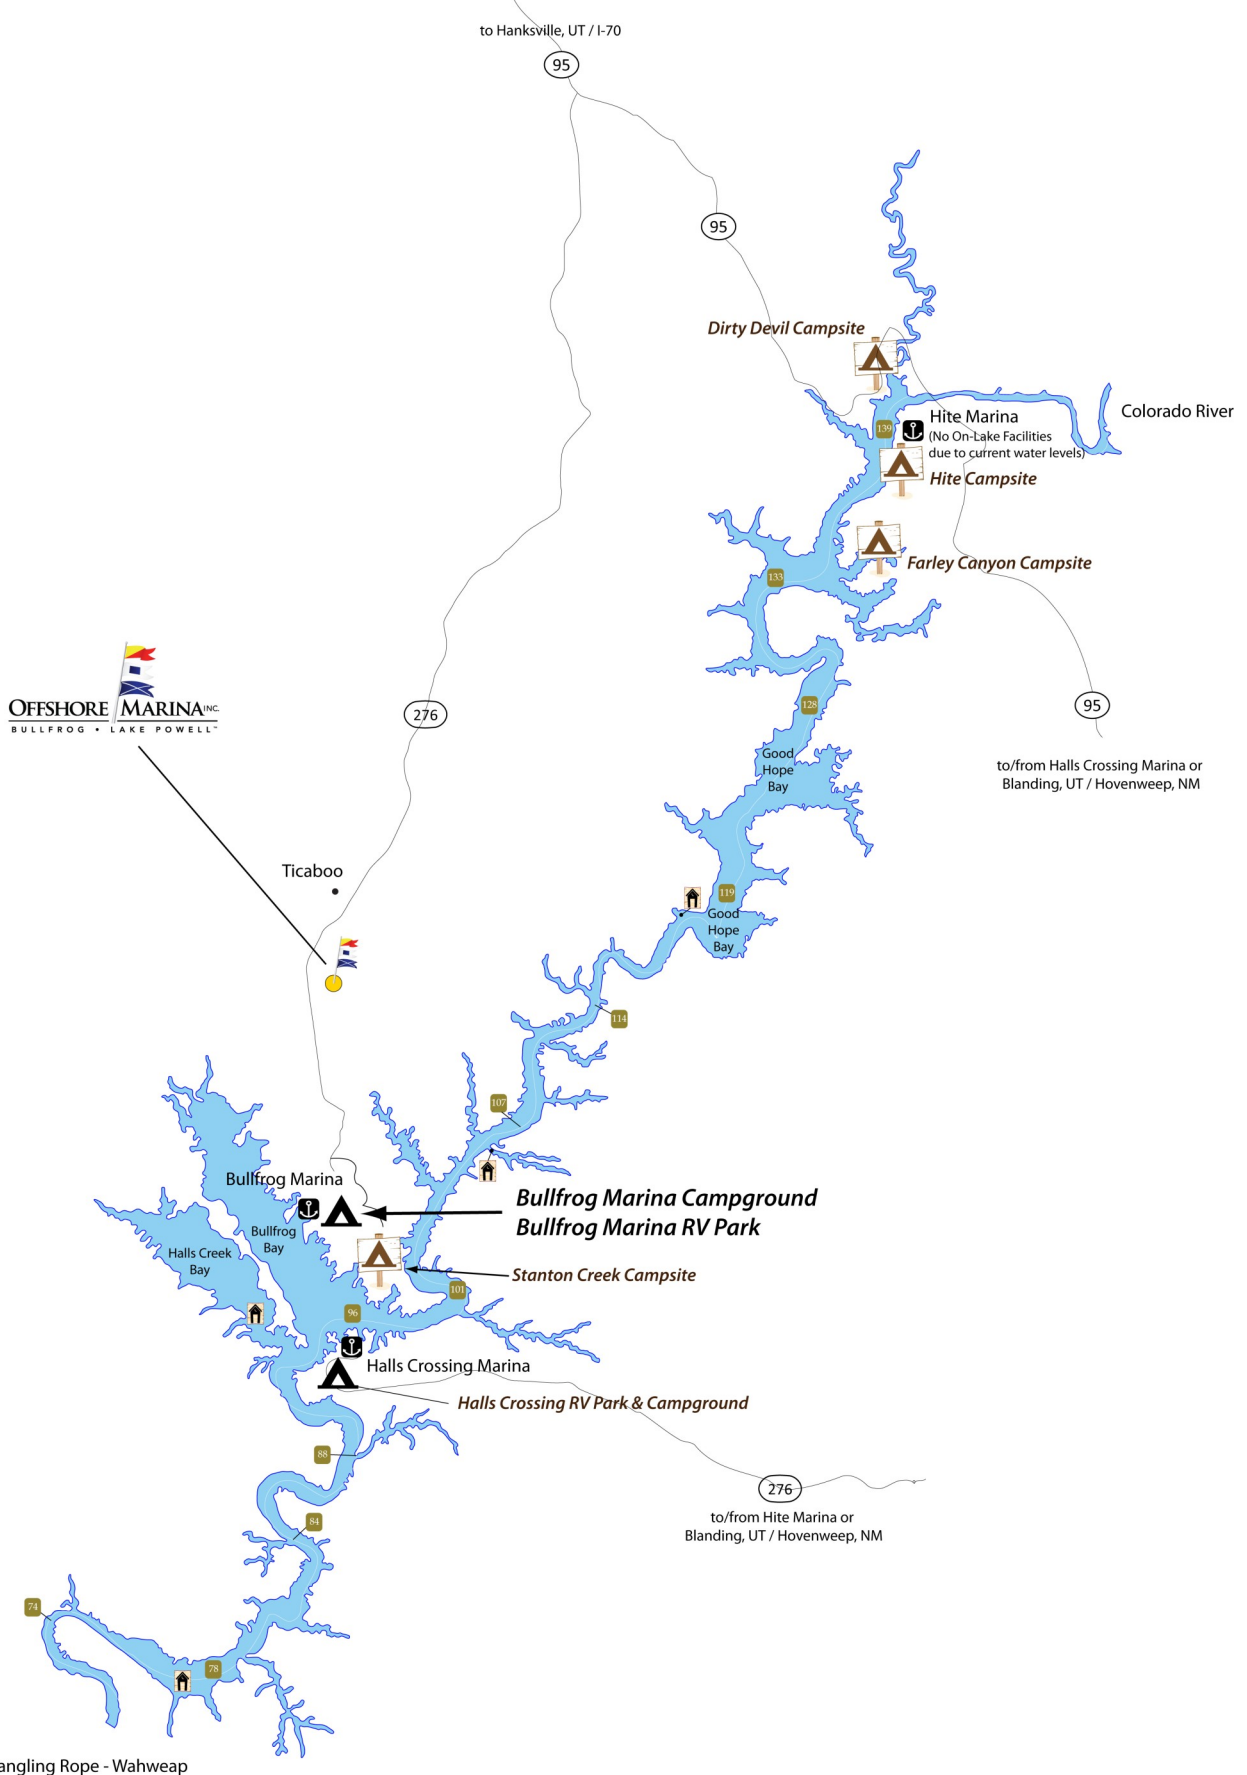 to Hanksville, UT / I-70
95
95
Dirty Devil Campsite
Colorado River
Hite Marina
139
(No On-Lake Facilities
due to current water levels)
Hite Campsite
Farley Canyon Campsite
133
OFFSHORE MARINA INC.
BULLFROG • LAKE POWELL™
276
128
95
Good
Hope
Bay
to/from Halls Crossing Marina or
Blanding, UT / Hovenweep, NM
Ticaboo
119
Good
Hope
Bay
114
107
Bullfrog Marina
Bullfrog Marina Campground
Bullfrog Marina RV Park
Bullfrog
Bay
Halls Creek
Bay
Stanton Creek Campsite
101
96
Halls Crossing Marina
Halls Crossing RV Park & Campground
88
276
to/from Hite Marina or
Blanding, UT / Hovenweep, NM
84
74
78
angling Rope - Wahweap